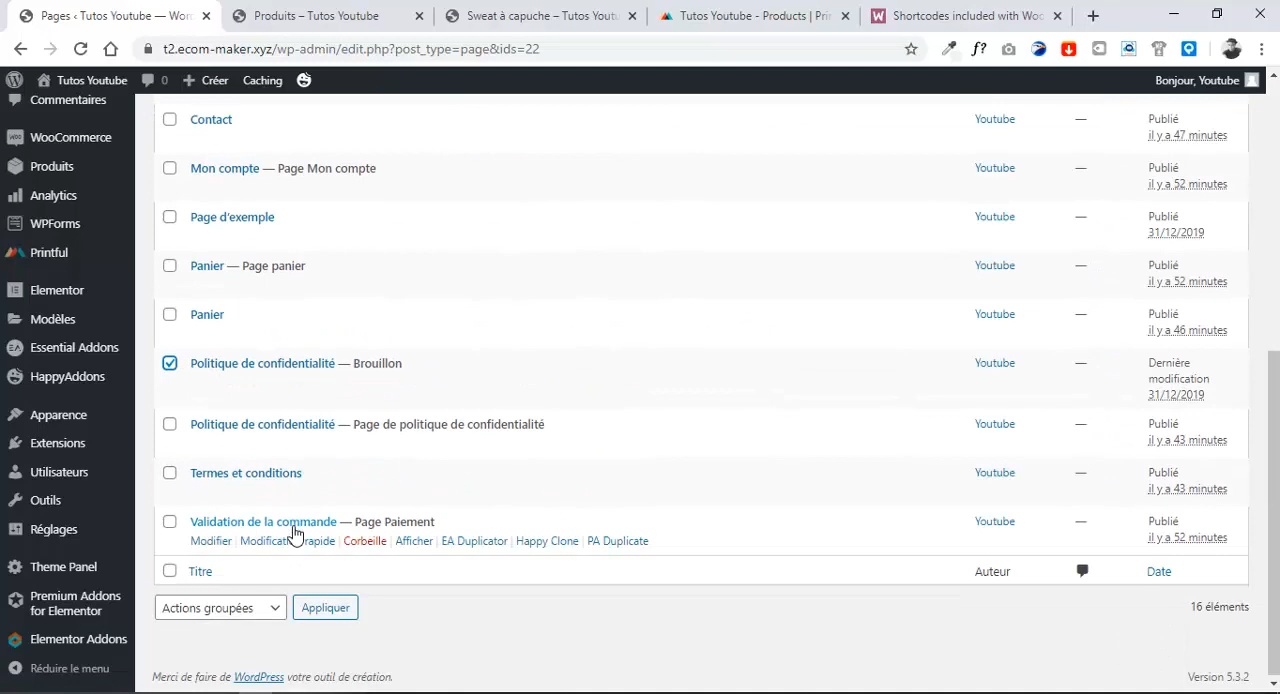 Pages ‹ Tutos Youtube — Wor
Produits – Tutos Youtube
Sweat à capuche – Tutos Youtu
Tutos Youtube - Products | Prin
Shortcodes included with Woo
t2.ecom-maker.xyz/wp-admin/edit.php?post_type=page&ids=22
f?
Tutos Youtube
0
Créer
Caching
Bonjour, Youtube
Commentaires
WooCommerce
Produits
Analytics
WPForms
Printful
Elementor
Modèles
Essential Addons
HappyAddons
Apparence
Extensions
Utilisateurs
Outils
Réglages
Theme Panel
Premium Addons
for Elementor
Elementor Addons
Réduire le menu
Contact Youtube — Publié
il y a 47 minutes
Mon compte — Page Mon compte Youtube — Publié
il y a 52 minutes
Page d'exemple Youtube — Publié
31/12/2019
Panier — Page panier Youtube — Publié
il y a 52 minutes
Panier Youtube — Publié
il y a 46 minutes
Politique de confidentialité — Brouillon Youtube — Dernière
modification
31/12/2019
Politique de confidentialité — Page de politique de confidentialité Youtube — Publié
il y a 43 minutes
Termes et conditions Youtube — Publié
il y a 43 minutes
Validation de la commande — Page Paiement Youtube — Publié
il y a 52 minutes
Modifier | rapide | Corbeille | Afficher | EA Duplicator | Happy Clone | PA Duplicate
Titre Auteur Date
Actions groupées Appliquer 16 éléments
Merci de faire de WordPress votre outil de création. Version 5.3.2